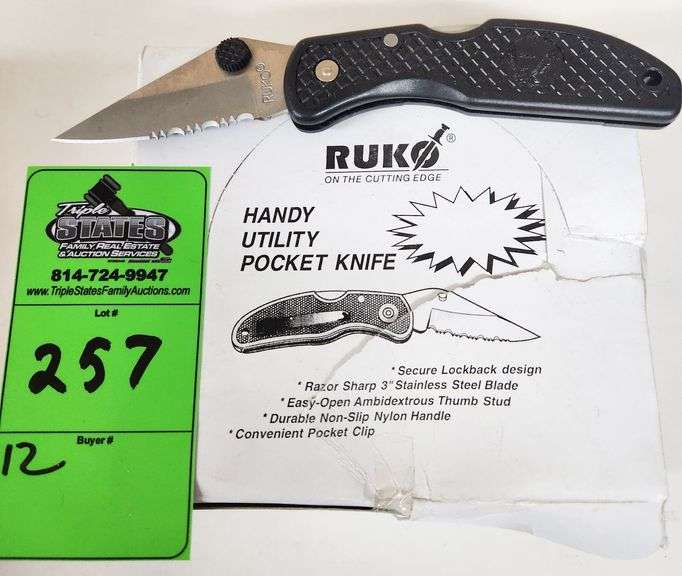 RUKO
RUKO®
ON THE CUTTING EDGE
HANDY
UTILITY
POCKET KNIFE
* Secure Lockback design
* Razor Sharp 3" Stainless Steel Blade
* Easy-Open Ambidextrous Thumb Stud
* Durable Non-Slip Nylon Handle
* Convenient Pocket Clip
Triple
STATES
FAMILY REAL ESTATE
& AUCTION SERVICES
814-724-9947
www.TripleStatesFamilyAuctions.com
Lot #
257
Buyer #
12